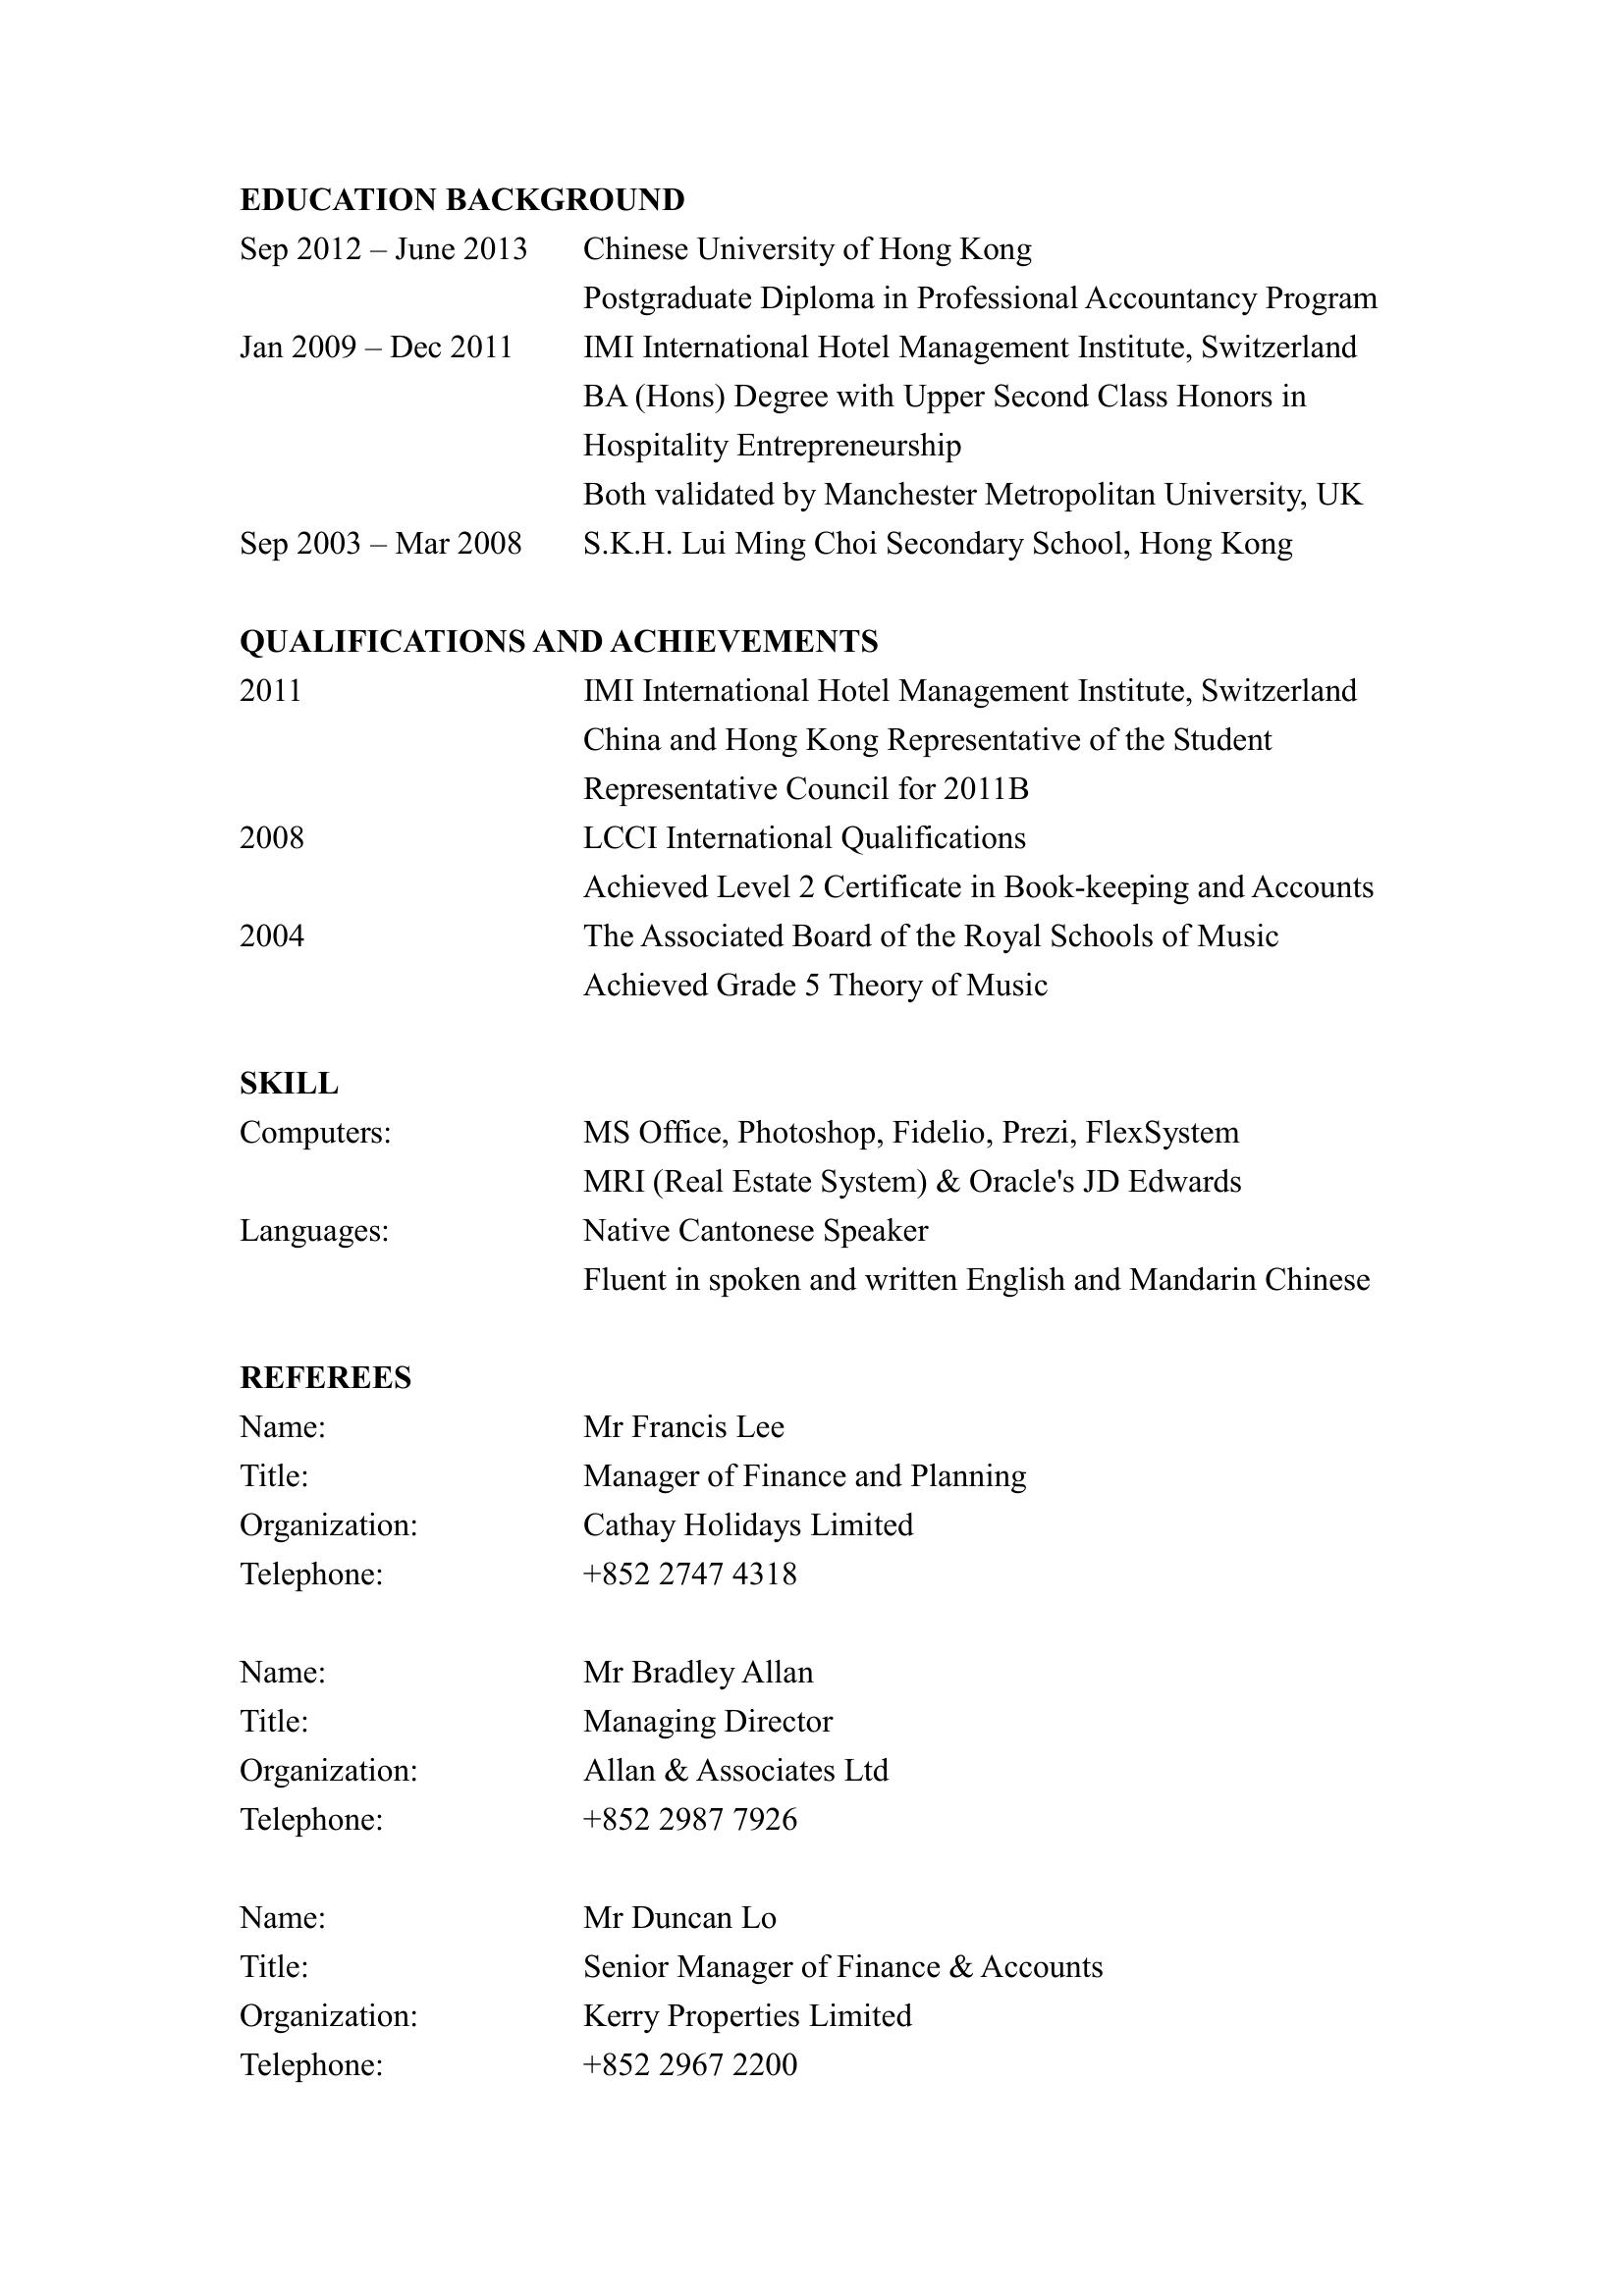 EDUCATION BACKGROUND
Sep 2012 – June 2013 Chinese University of Hong Kong
Postgraduate Diploma in Professional Accountancy Program
Jan 2009 – Dec 2011 IMI International Hotel Management Institute, Switzerland
BA (Hons) Degree with Upper Second Class Honors in
Hospitality Entrepreneurship
Both validated by Manchester Metropolitan University, UK
Sep 2003 – Mar 2008 S.K.H. Lui Ming Choi Secondary School, Hong Kong
QUALIFICATIONS AND ACHIEVEMENTS
2011 IMI International Hotel Management Institute, Switzerland
China and Hong Kong Representative of the Student
Representative Council for 2011B
2008 LCCI International Qualifications
Achieved Level 2 Certificate in Book-keeping and Accounts
2004 The Associated Board of the Royal Schools of Music
Achieved Grade 5 Theory of Music
SKILL
Computers: MS Office, Photoshop, Fidelio, Prezi, FlexSystem
MRI (Real Estate System) & Oracle's JD Edwards
Languages: Native Cantonese Speaker
Fluent in spoken and written English and Mandarin Chinese
REFEREES
Name: Mr Francis Lee
Title: Manager of Finance and Planning
Organization: Cathay Holidays Limited
Telephone: +852 2747 4318
Name: Mr Bradley Allan
Title: Managing Director
Organization: Allan & Associates Ltd
Telephone: +852 2987 7926
Name: Mr Duncan Lo
Title: Senior Manager of Finance & Accounts
Organization: Kerry Properties Limited
Telephone: +852 2967 2200